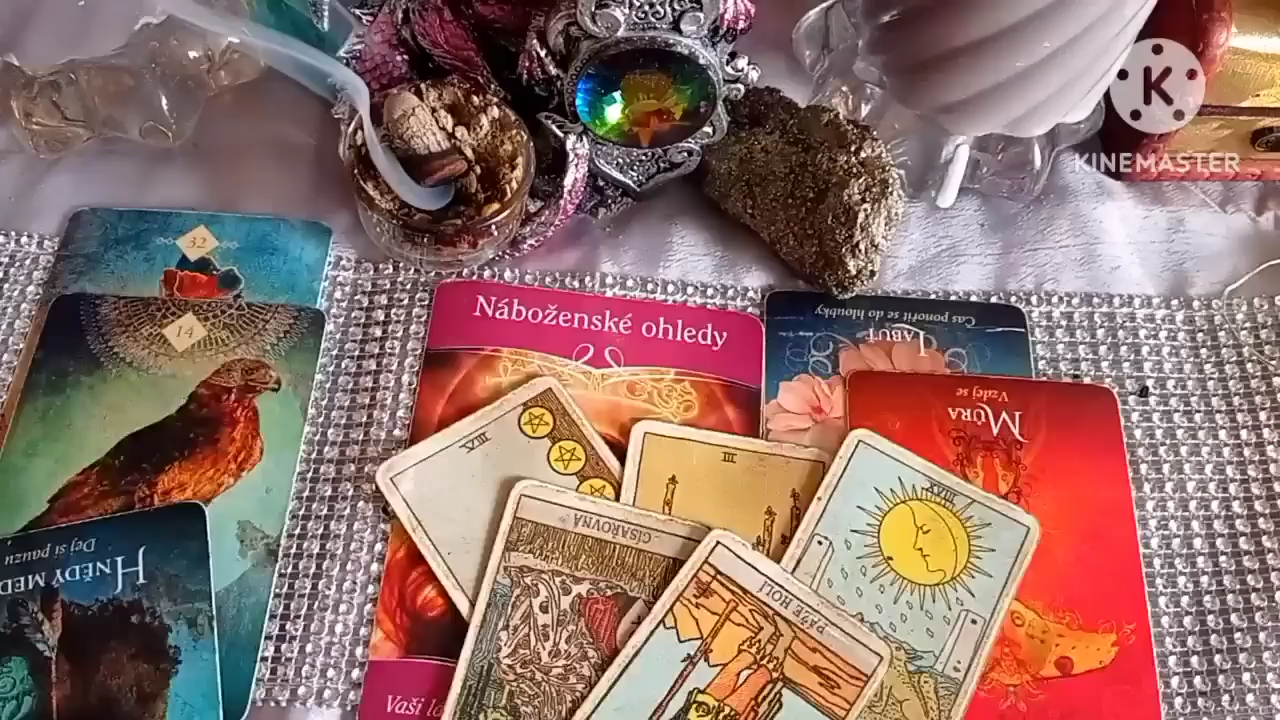 K
KINEMASTER
32
14
Náboženské ohledy
Čas ponořit se do hloubky
LABUŤ
Vzdej se
MŮRA
VIII
III
XVIII
CÍSAŘOVNA
PÁŽE HOLÍ
Dej si pauzu
HNĚDÝ MED
Vaši